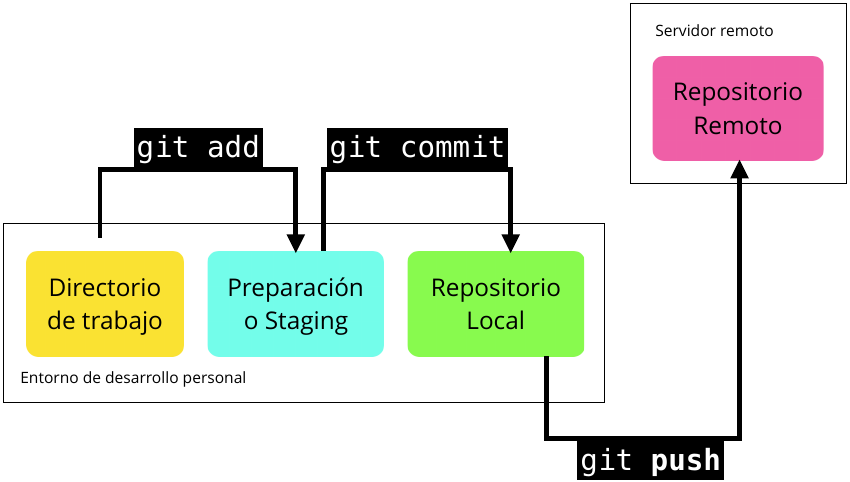 Servidor remoto
Repositorio
Remoto
git add
git commit
Directorio
de trabajo
Preparación
o Staging
Repositorio
Local
Entorno de desarrollo personal
git push